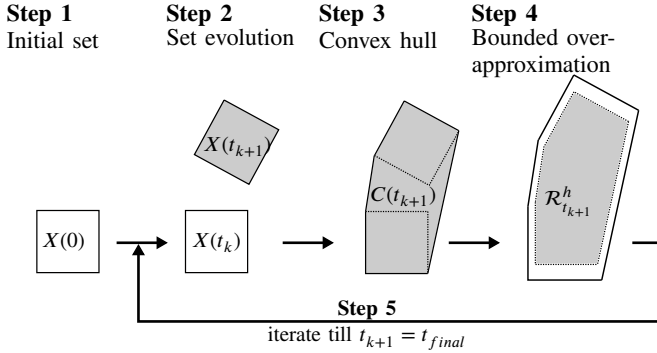 Step 1
Initial set
Step 2
Set evolution
Step 3
Convex hull
Step 4
Bounded over-
approximation
X(0)
X(t_{k+1})
X(t_k)
C(t_{k+1})
ℛ^h_{t_{k+1}}
Step 5
iterate till t_{k+1} = t_{final}